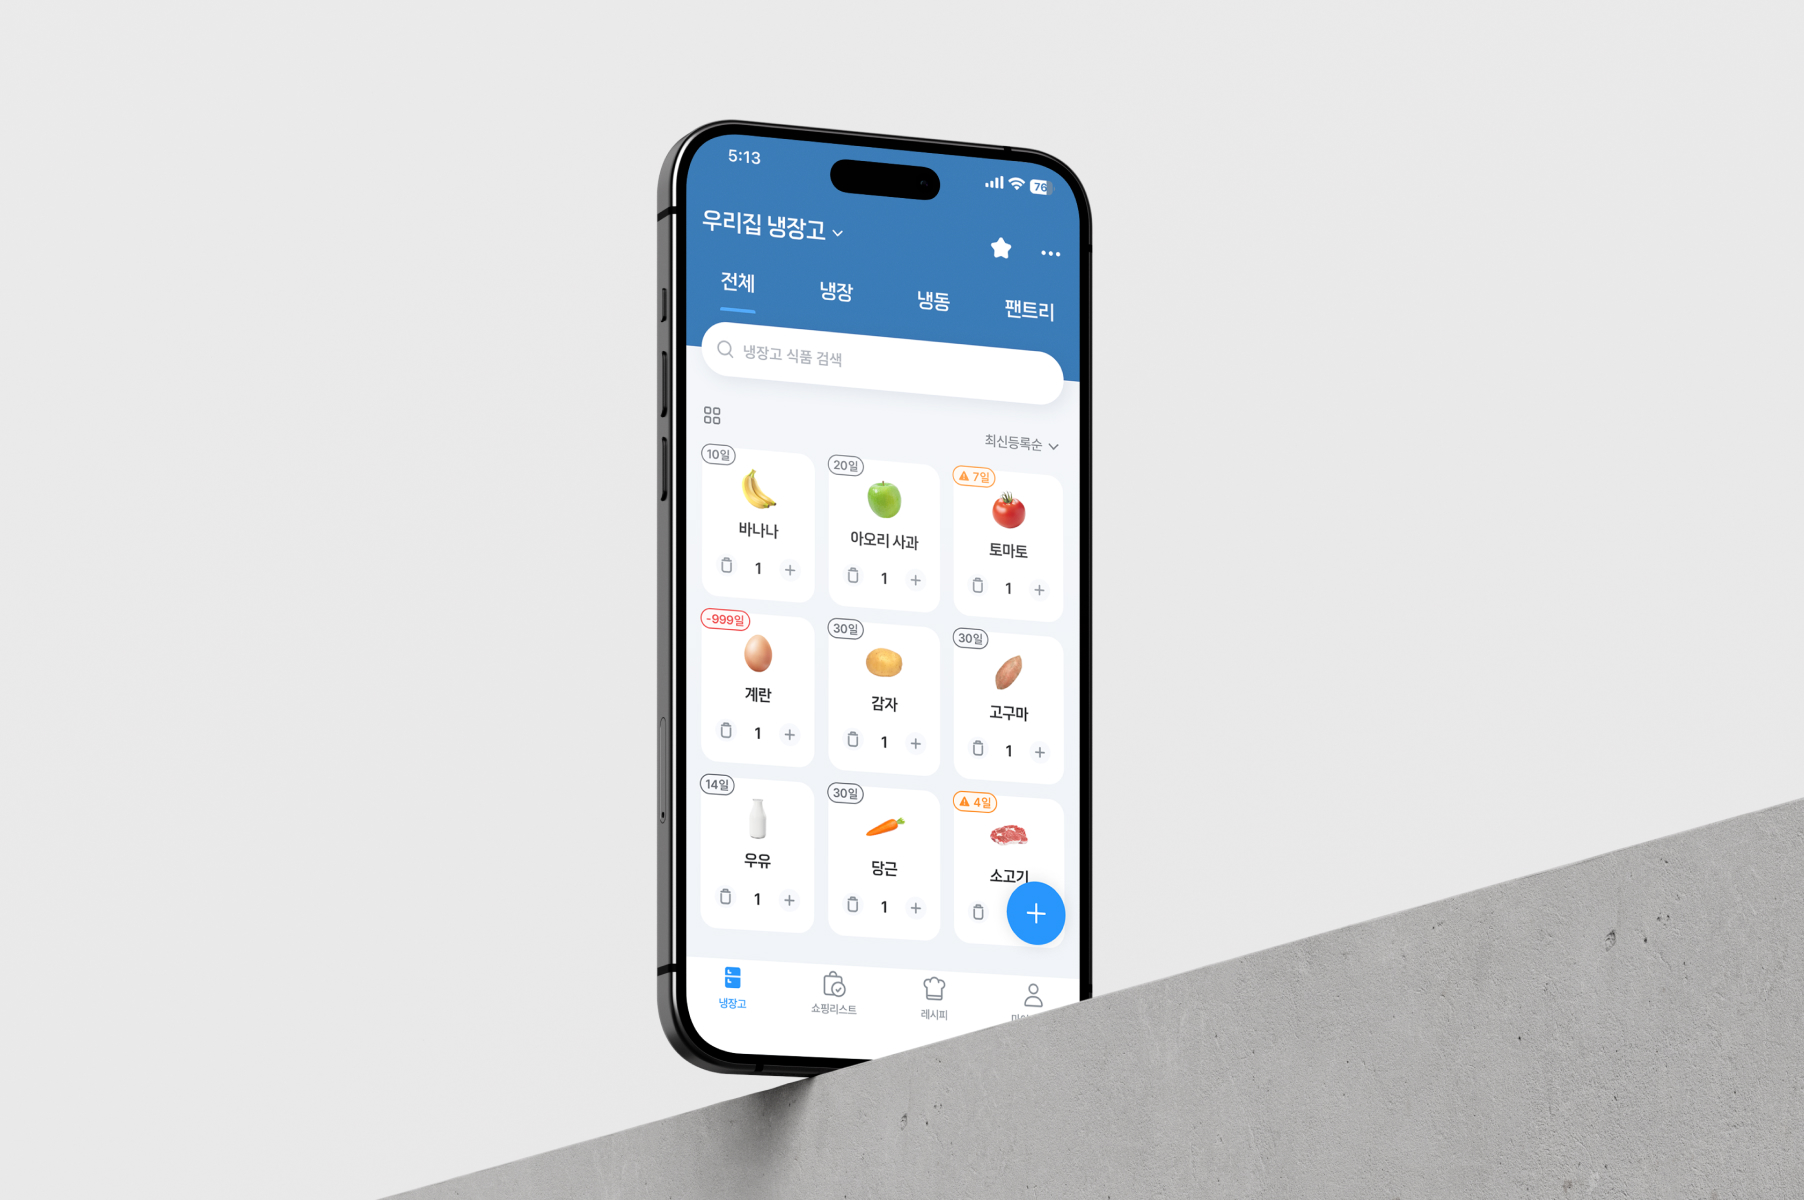 5:13
76
우리집 냉장고
전체 냉장 냉동 팬트리
냉장고 식품 검색
최신등록순
10일 20일 7일
바나나 아오리 사과 토마토
1 1 1
-999일 30일 30일
계란 감자 고구마
1 1 1
14일 30일 4일
우유 당근 소고기
1 1
냉장고 쇼핑리스트 레시피